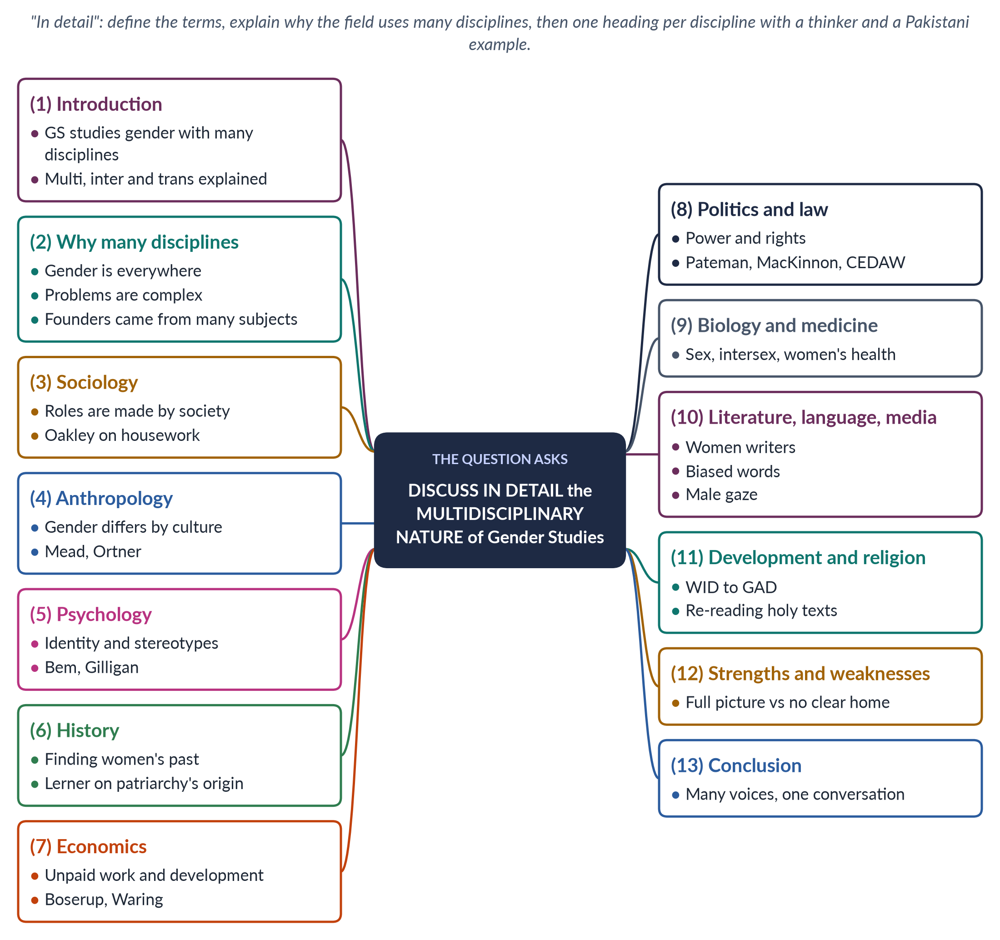 "In detail": define the terms, explain why the field uses many disciplines, then one heading per discipline with a thinker and a Pakistani
example.
(1) Introduction
• GS studies gender with many
disciplines
• Multi, inter and trans explained
(2) Why many disciplines
• Gender is everywhere
• Problems are complex
• Founders came from many subjects
(3) Sociology
• Roles are made by society
• Oakley on housework
(4) Anthropology
• Gender differs by culture
• Mead, Ortner
(5) Psychology
• Identity and stereotypes
• Bem, Gilligan
(6) History
• Finding women's past
• Lerner on patriarchy's origin
(7) Economics
• Unpaid work and development
• Boserup, Waring
THE QUESTION ASKS
DISCUSS IN DETAIL the
MULTIDISCIPLINARY
NATURE of Gender Studies
(8) Politics and law
• Power and rights
• Pateman, MacKinnon, CEDAW
(9) Biology and medicine
• Sex, intersex, women's health
(10) Literature, language, media
• Women writers
• Biased words
• Male gaze
(11) Development and religion
• WID to GAD
• Re-reading holy texts
(12) Strengths and weaknesses
• Full picture vs no clear home
(13) Conclusion
• Many voices, one conversation